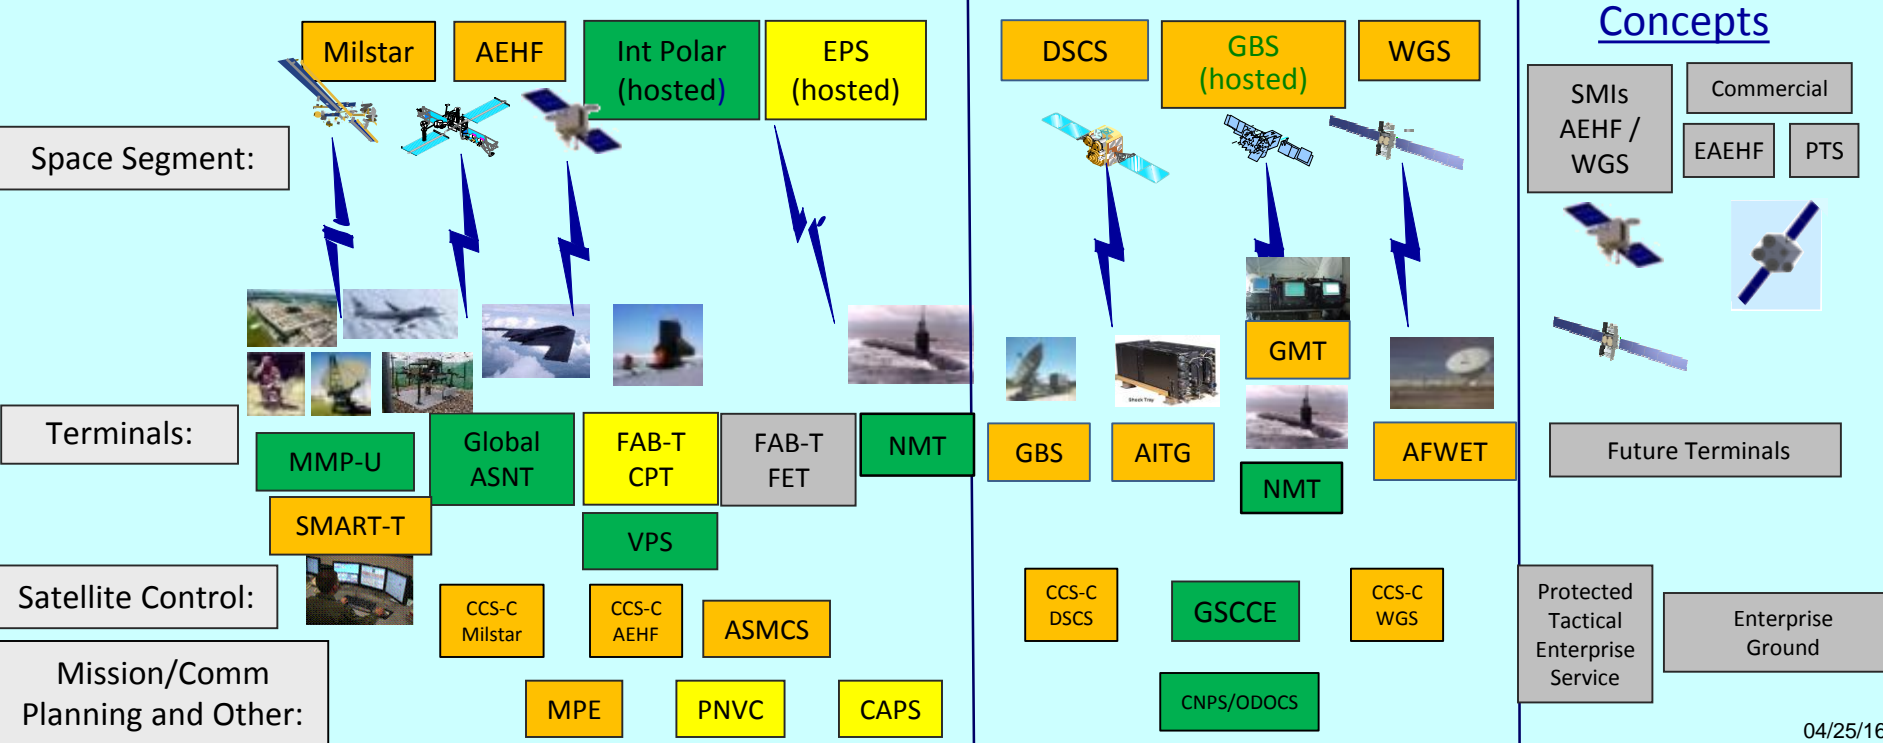 Concepts
Milstar
AEHF
Int Polar
(hosted)
EPS
(hosted)
DSCS
GBS
(hosted)
WGS
SMIs
AEHF /
WGS
Commercial
EAEHF
PTS
Space Segment:
GMT
Shock Tray
Terminals:
MMP-U
Global
ASNT
FAB-T
CPT
FAB-T
FET
NMT
GBS
AITG
NMT
AFWET
Future Terminals
SMART-T
VPS
Satellite Control:
CCS-C
Milstar
CCS-C
AEHF
ASMCS
CCS-C
DSCS
GSCCE
CCS-C
WGS
Protected
Tactical
Enterprise
Service
Enterprise
Ground
Mission/Comm
Planning and Other:
MPE
PNVC
CAPS
CNPS/ODOCS
04/25/16